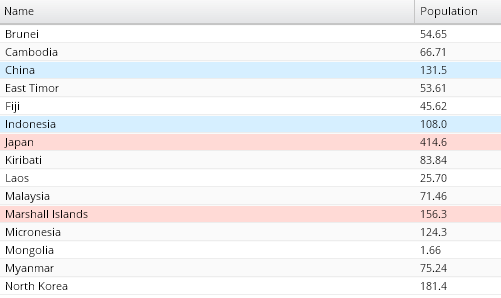 Name Population
Brunei 54.65
Cambodia 66.71
China 131.5
East Timor 53.61
Fiji 45.62
Indonesia 108.0
Japan 414.6
Kiribati 83.84
Laos 25.70
Malaysia 71.46
Marshall Islands 156.3
Micronesia 124.3
Mongolia 1.66
Myanmar 75.24
North Korea 181.4